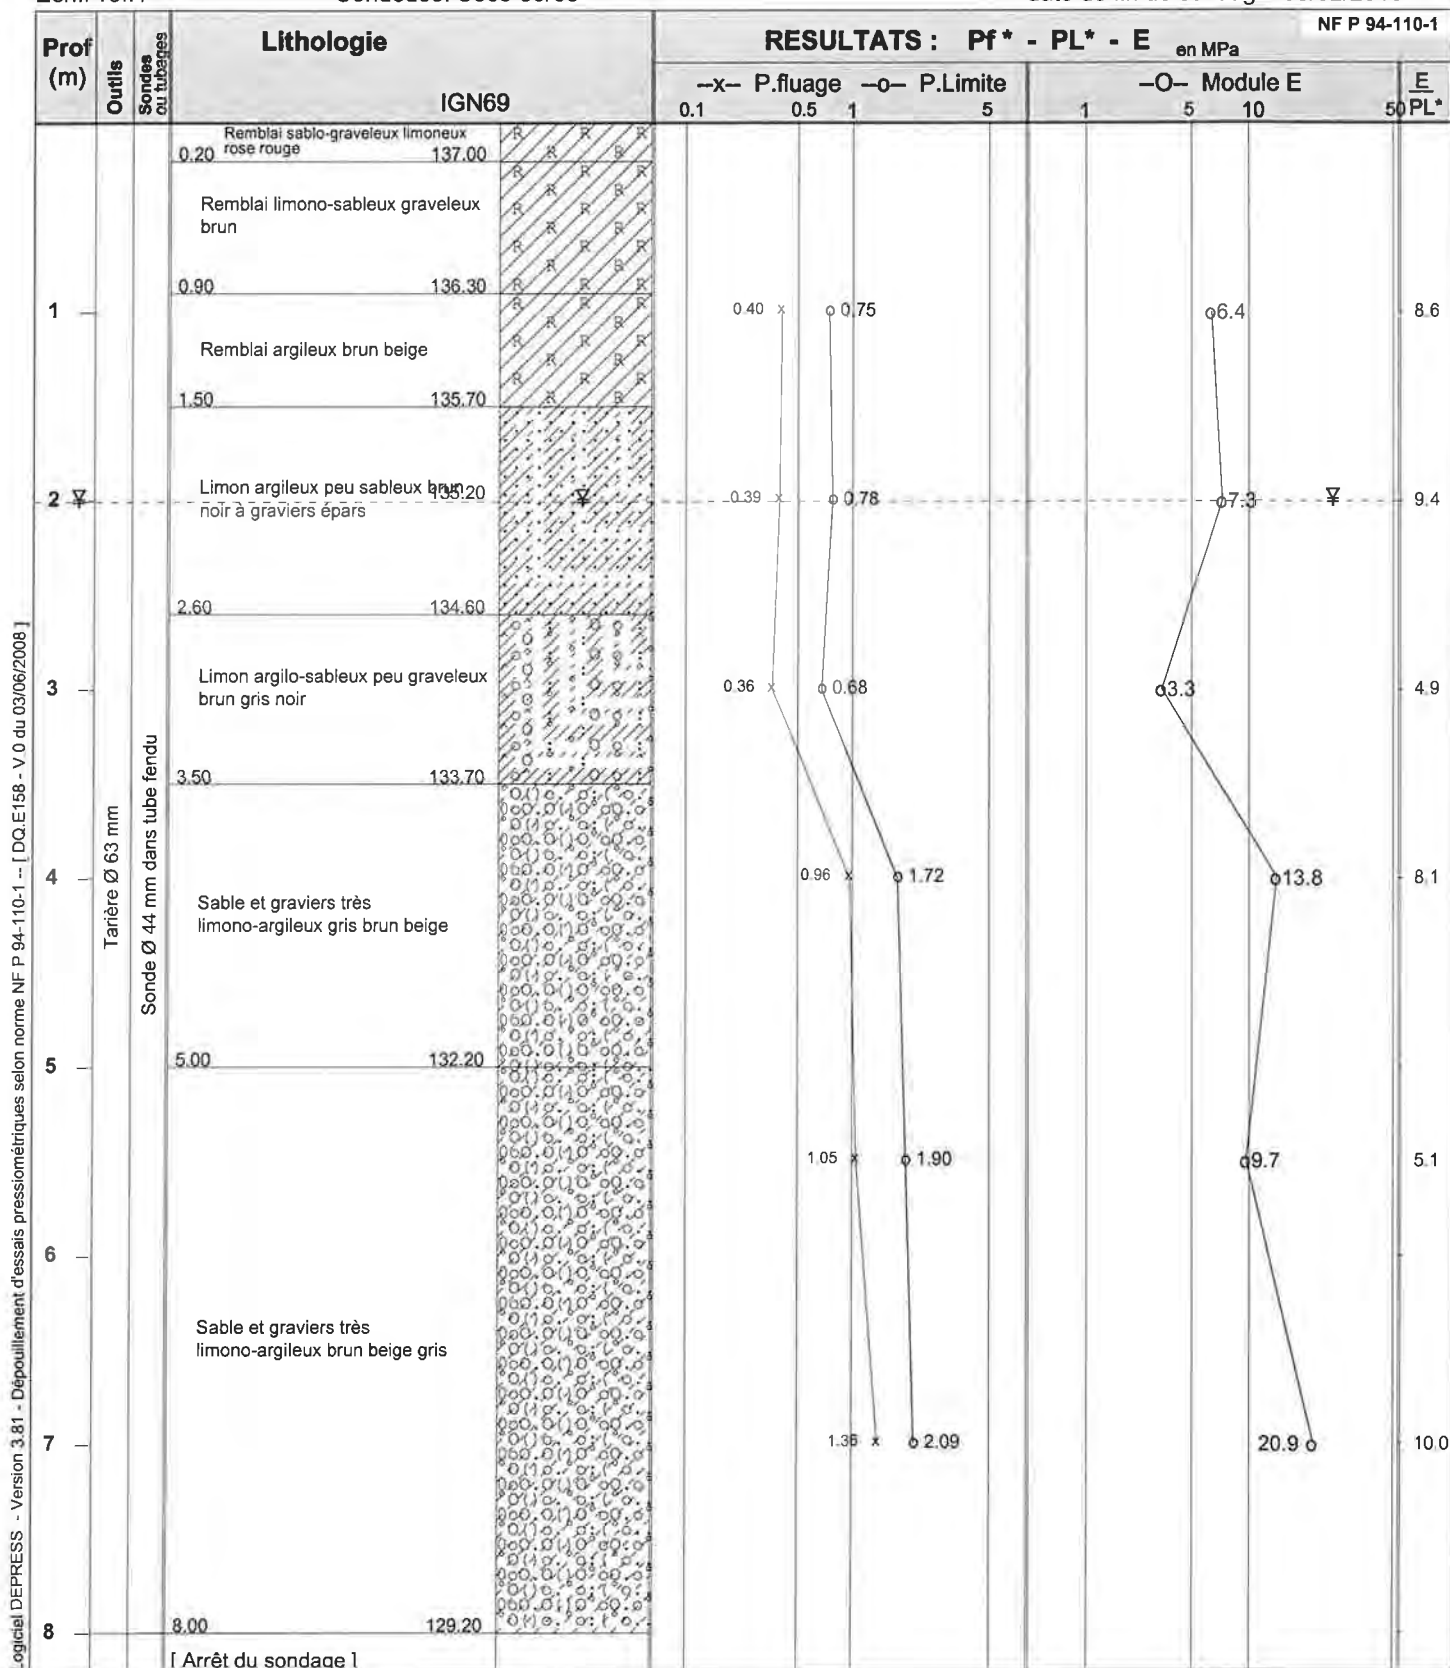 NF P 94-110-1
Prof
(m)
Outils
Sondes
ou tubages
Lithologie
IGN69
RESULTATS : Pf* - PL* - E en MPa
–x– P.fluage –o– P.Limite
–O– Module E
E
PL*
0.1 0.5 1 5 1 5 10 50
Remblai sablo-graveleux limoneux
rose rouge
0.20 137.00
Remblai limono-sableux graveleux
brun
0.90 136.30
1 0.40 0.75 6.4 8.6
Remblai argileux brun beige
1.50 135.70
Limon argileux peu sableux brun
135.20
noir à graviers épars
2 0.39 0.78 7.3 9.4
2.60 134.60
Limon argilo-sableux peu graveleux
brun gris noir
3 0.36 0.68 3.3 4.9
3.50 133.70
4 0.96 1.72 13.8 8.1
Sable et graviers très
limono-argileux gris brun beige
5.00 132.20
5
1.05 1.90 9.7 5.1
6
Sable et graviers très
limono-argileux brun beige gris
7 2.09 20.9 10.0
8.00 129.20
8
[ Arrêt du sondage ]
Tarière Ø 63 mm
Sonde Ø 44 mm dans tube fendu
ogiciel DEPRESS - Version 3.81 - Dépouillement d'essais pressiométriques selon norme NF P 94-110-1 -- [ DQ.E158 - V.0 du 03/06/2008 ]